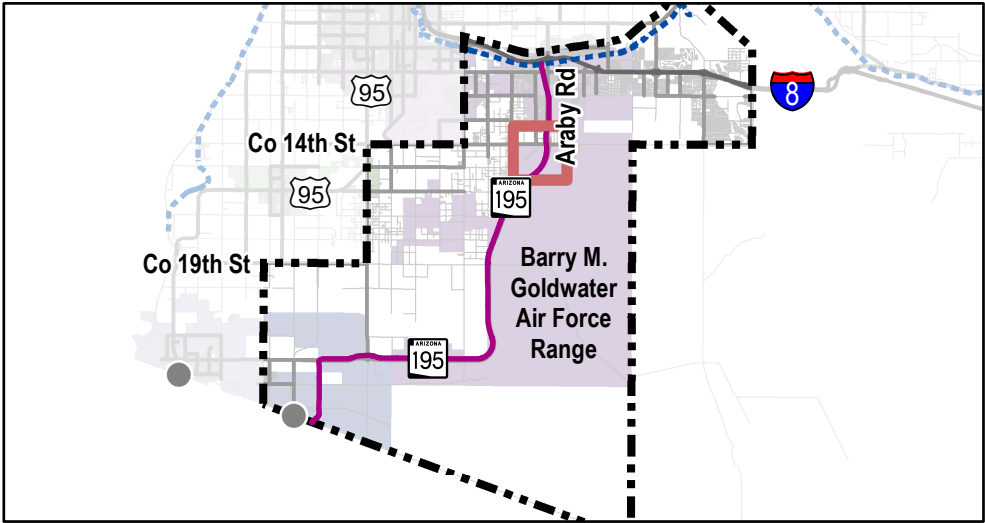 95
8
Araby Rd
Co 14th St
95
ARIZONA
195
Co 19th St
Barry M.
Goldwater
Air Force
Range
ARIZONA
195